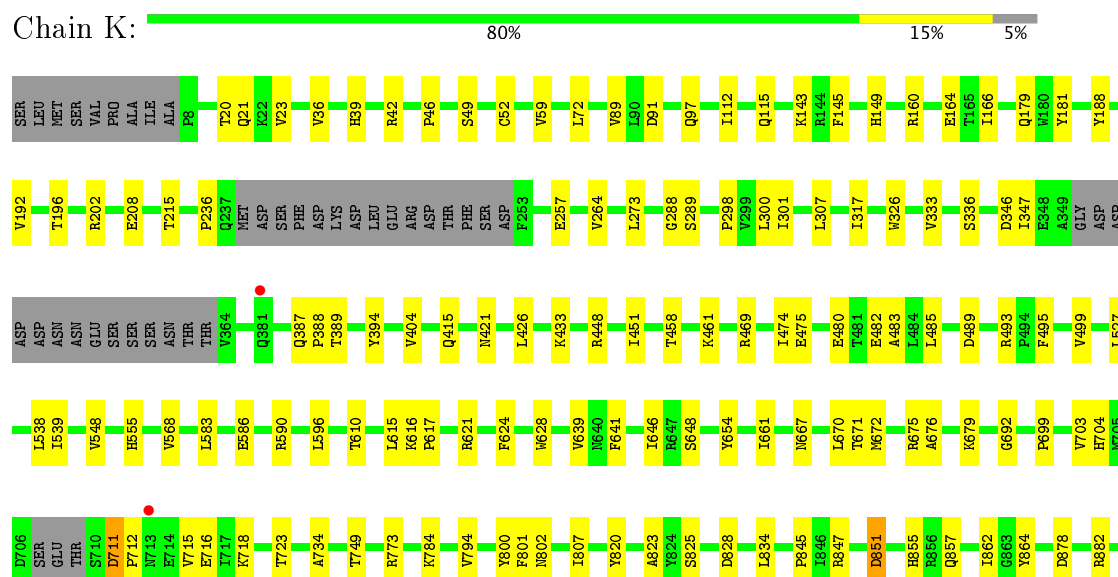 Chain K:
80% 15% 5%
SER LEU MET SER VAL PRO ALA ILE ALA P8 T20 Q21 K22 V23 V36 H39 R42 P46 S49 C52 V59 L72 V89 L90 D91 Q97 I112 Q115 K143 R144 F145 H149 R160 E164 T165 I166 Q179 W180 Y181 Y188
V192 T196 R202 E208 T215 P236 Q237 MET ASP SER PHE ASP LYS ASP LEU GLU ARG ASP THR PHE SER ASP F253 E257 V264 L273 G288 S289 P298 V299 L300 I301 L307 I317 W326 V333 S336 D346 I347 E348 A349 GLY ASP ASP
ASP ASP ASN ASN GLU SER SER SER ASN THR THR V364 Q381 Q387 P388 T389 Y394 V404 Q415 N421 L426 K433 R448 I451 T458 K461 R469 I474 E475 E480 T481 E482 A483 L484 L485 D489 R493 P494 F495 V499 L527
L538 I539 V548 H555 V568 L583 E586 R590 L596 T610 L615 K616 P617 R621 F624 W628 V639 N640 F641 I646 R647 S648 Y654 I661 N667 L670 T671 M672 R675 A676 K679 G692 P699 V703 H704
D706 SER GLU THR S710 D711 P712 N713 E714 V715 E716 I717 K718 T723 A734 T749 R773 K784 V794 Y800 F801 N802 I807 Y820 A823 Y824 S825 D828 L834 P845 I846 R847 D851 H855 R856 Q857 I862 G863 Y864 D878 R882